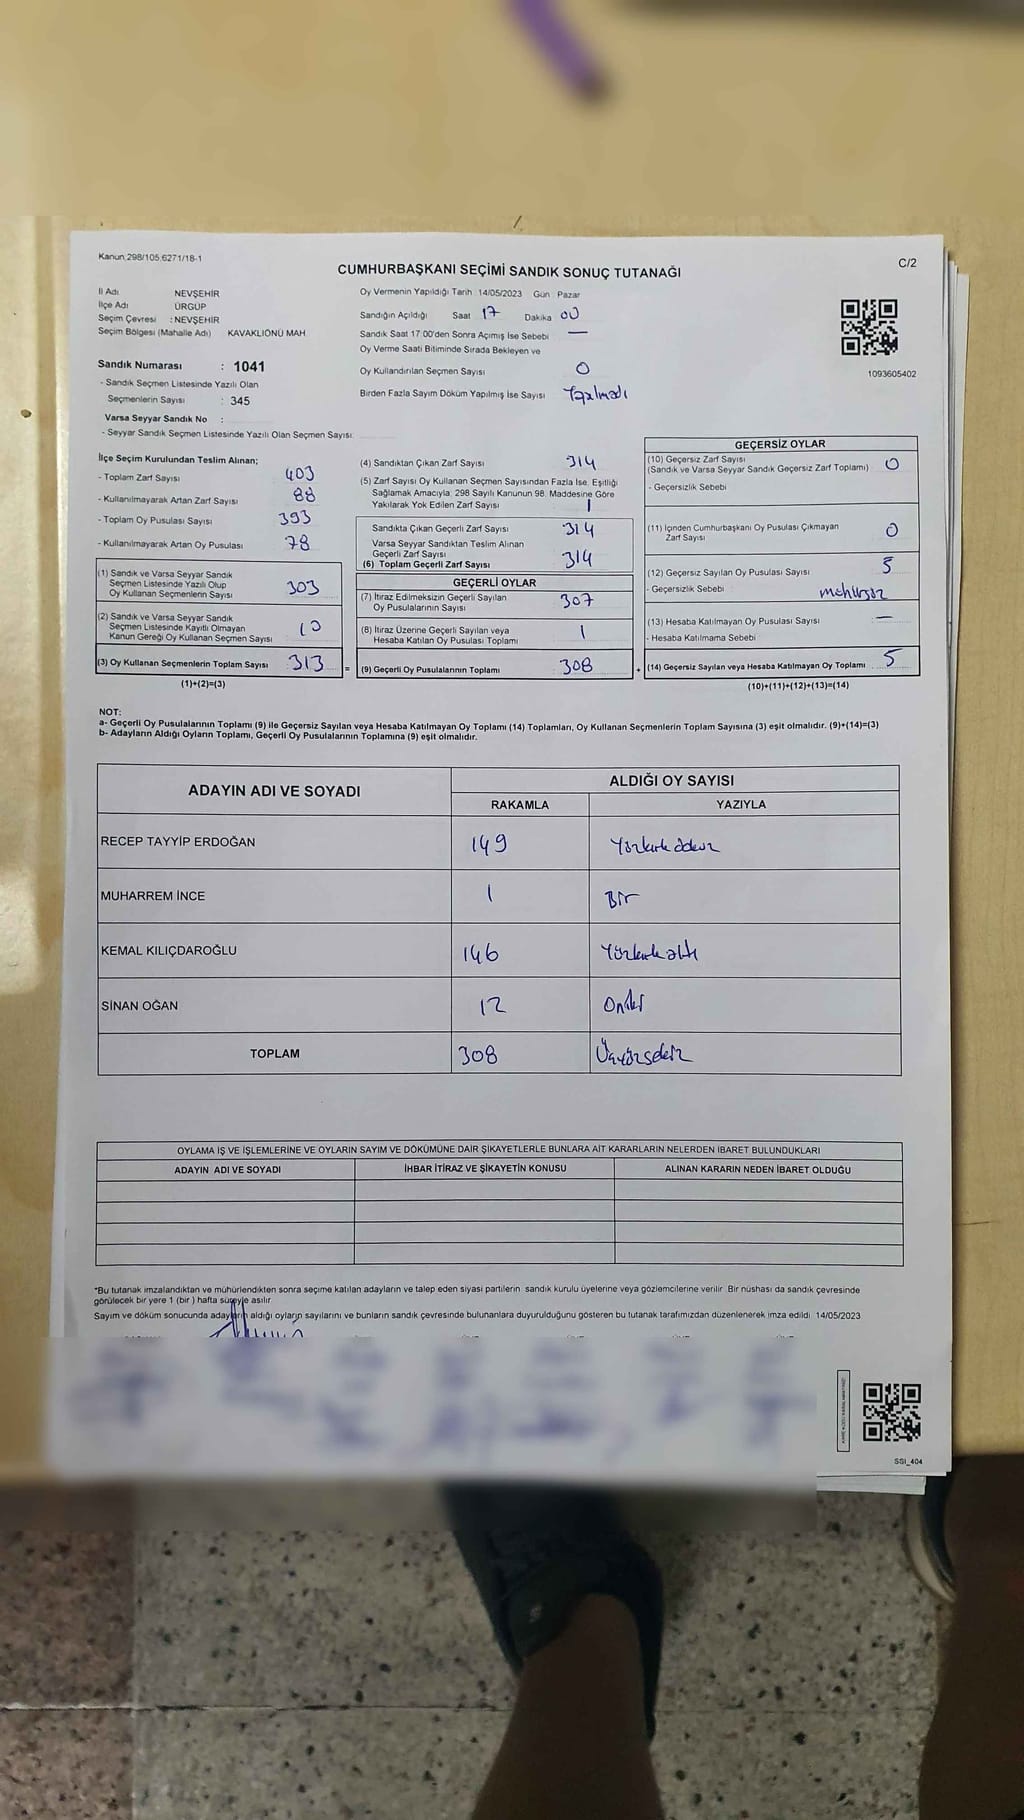 Kanun 298/105,6271/18-1
C/2
CUMHURBAŞKANI SEÇİMİ SANDIK SONUÇ TUTANAĞI
İl Adı NEVŞEHİR
İlçe Adı ÜRGÜP
Seçim Çevresi : NEVŞEHİR
Seçim Bölgesi (Mahalle Adı) KAVAKLIONÜ MAH.
Sandık Numarası : 1041
- Sandık Seçmen Listesinde Yazılı Olan
Seçmenlerin Sayısı : 345
Varsa Seyyar Sandık No :
- Seyyar Sandık Seçmen Listesinde Yazılı Olan Seçmen Sayısı:
Oy Vermenin Yapıldığı Tarih 14/05/2023 Gün Pazar
Sandığın Açıldığı Saat 17 Dakika 00
Sandık Saat 17:00'den Sonra Açılmış İse Sebebi —
Oy Verme Saati Bitiminde Sırada Bekleyen ve
Oy Kullandırılan Seçmen Sayısı 0
Birden Fazla Sayım Döküm Yapılmış İse Sayısı Yazılmadı
1093605402
İlçe Seçim Kurulundan Teslim Alınan;
- Toplam Zarf Sayısı 403
- Kullanılmayarak Artan Zarf Sayısı 88
- Toplam Oy Pusulası Sayısı 393
- Kullanılmayarak Artan Oy Pusulası 78
(1) Sandık ve Varsa Seyyar Sandık
Seçmen Listesinde Yazılı Olup
Oy Kullanan Seçmenlerin Sayısı 303
(2) Sandık ve Varsa Seyyar Sandık
Seçmen Listesinde Kayıtlı Olmayan
Kanun Gereği Oy Kullanan Seçmen Sayısı 10
(3) Oy Kullanan Seçmenlerin Toplam Sayısı 313 =
(1)+(2)=(3)
(4) Sandıktan Çıkan Zarf Sayısı 314
(5) Zarf Sayısı Oy Kullanan Seçmen Sayısından Fazla İse, Eşitliği
Sağlamak Amacıyla; 298 Sayılı Kanunun 98. Maddesine Göre
Yakılarak Yok Edilen Zarf Sayısı 1
Sandıkta Çıkan Geçerli Zarf Sayısı 314
Varsa Seyyar Sandıktan Teslim Alınan
Geçerli Zarf Sayısı
(6) Toplam Geçerli Zarf Sayısı 314
GEÇERLİ OYLAR
(7) İtiraz Edilmeksizin Geçerli Sayılan
Oy Pusulalarının Sayısı 307
(8) İtiraz Üzerine Geçerli Sayılan veya
Hesaba Katılan Oy Pusulası Toplamı 1
(9) Geçerli Oy Pusulalarının Toplamı 308 +
GEÇERSİZ OYLAR
(10) Geçersiz Zarf Sayısı
(Sandık ve Varsa Seyyar Sandık Geçersiz Zarf Toplamı) 0
- Geçersizlik Sebebi
(11) İçinden Cumhurbaşkanı Oy Pusulası Çıkmayan
Zarf Sayısı 0
(12) Geçersiz Sayılan Oy Pusulası Sayısı 5
- Geçersizlik Sebebi mühürsüz
(13) Hesaba Katılmayan Oy Pusulası Sayısı —
- Hesaba Katılmama Sebebi
(14) Geçersiz Sayılan veya Hesaba Katılmayan Oy Toplamı 5
(10)+(11)+(12)+(13)=(14)
NOT:
a- Geçerli Oy Pusulalarının Toplamı (9) ile Geçersiz Sayılan veya Hesaba Katılmayan Oy Toplamı (14) Toplamları, Oy Kullanan Seçmenlerin Toplam Sayısına (3) eşit olmalıdır. (9)+(14)=(3)
b- Adayların Aldığı Oyların Toplamı, Geçerli Oy Pusulalarının Toplamına (9) eşit olmalıdır.
ADAYIN ADI VE SOYADI ALDIĞI OY SAYISI
RAKAMLA YAZIYLA
RECEP TAYYİP ERDOĞAN 149 Yüzkırkdokuz
MUHARREM İNCE 1 Bir
KEMAL KILIÇDAROĞLU 146 Yüzkırkaltı
SİNAN OĞAN 12 Oniki
TOPLAM 308 Üçyüzsekiz
OYLAMA İŞ VE İŞLEMLERİNE VE OYLARIN SAYIM VE DÖKÜMÜNE DAİR ŞİKAYETLERLE BUNLARA AİT KARARLARIN NELERDEN İBARET BULUNDUKLARI
ADAYIN ADI VE SOYADI İHBAR İTİRAZ VE ŞİKAYETİN KONUSU ALINAN KARARIN NEDEN İBARET OLDUĞU
*Bu tutanak imzalandıktan ve mühürlendikten sonra seçime katılan adayların ve talep eden siyasi partilerin sandık kurulu üyelerine veya gözlemcilerine verilir. Bir nüshası da sandık çevresinde
görülecek bir yere 1 (bir) hafta süreyle asılır.
Sayım ve döküm sonucunda adayların aldığı oyların sayılarını ve bunların sandık çevresinde bulunanlara duyurulduğunu gösteren bu tutanak tarafımızdan düzenlenerek imza edildi. 14/05/2023
SSI_404